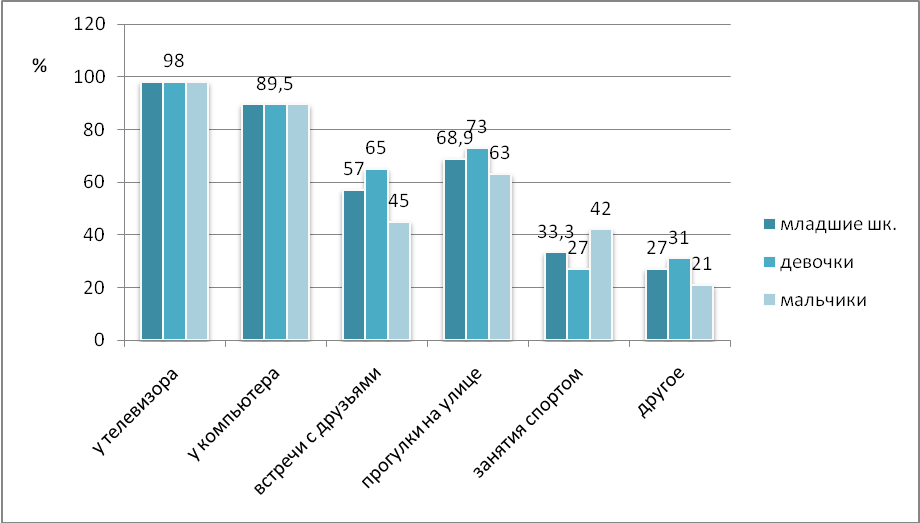 120
%
100
80
60
40
20
0
98
89,5
57
65
45
68,9
73
63
33,3
27
42
27
31
21
у телевизора
у компьютера
встречи с друзьями
прогулки на улице
занятия спортом
другое
младшие шк.
девочки
мальчики